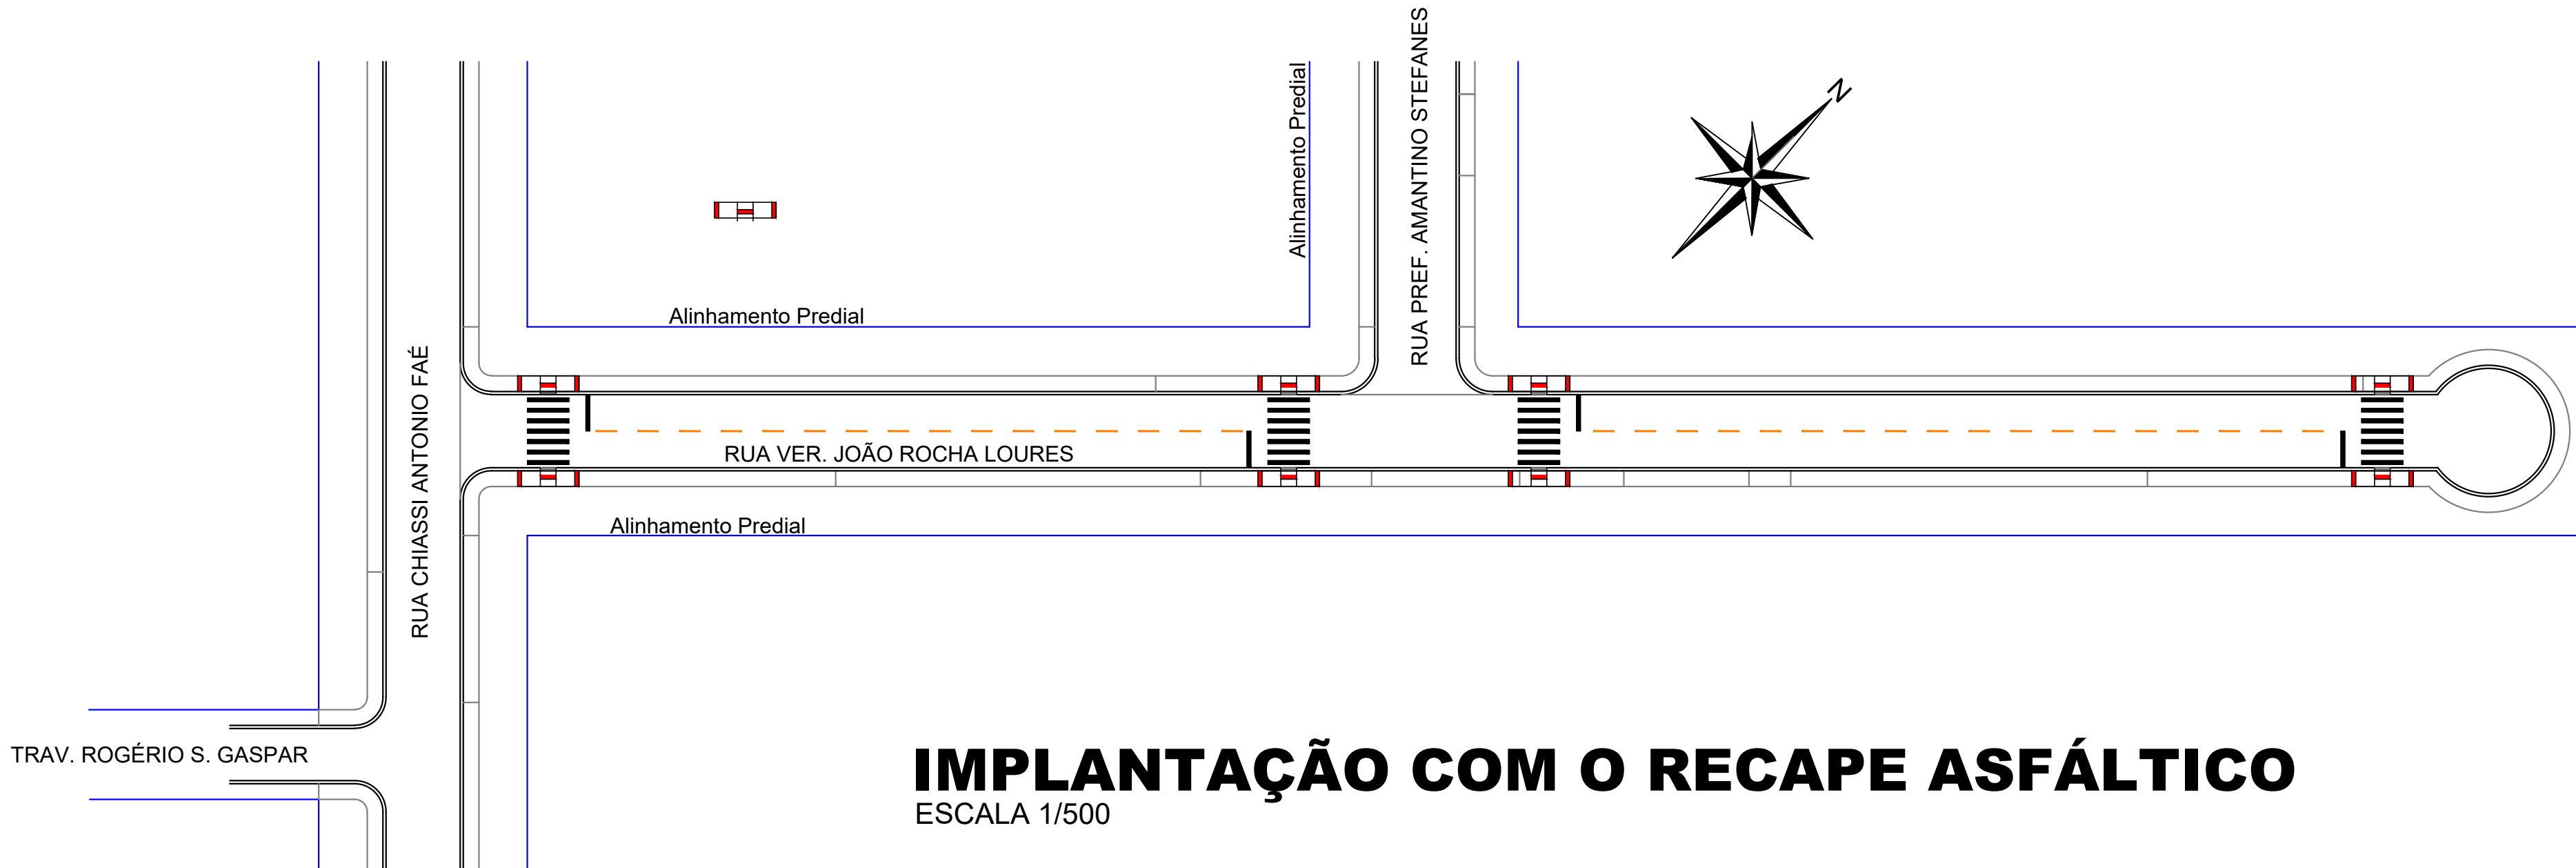 RUA PREF. AMANTINO STEFANES
Alinhamento Predial
N
Alinhamento Predial
RUA CHIASSI ANTONIO FAÉ
RUA VER. JOÃO ROCHA LOURES
Alinhamento Predial
TRAV. ROGÉRIO S. GASPAR
IMPLANTAÇÃO COM O RECAPE ASFÁLTICO
ESCALA 1/500